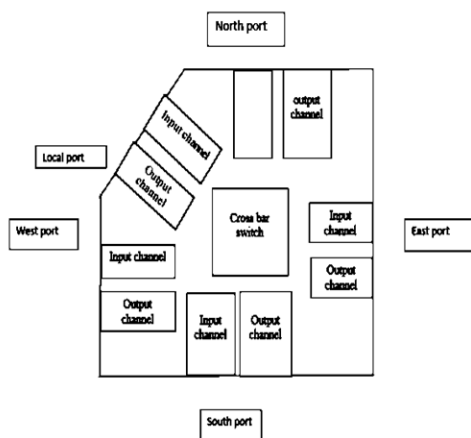 North port
output
channel
Input channel
Local port
Output
channel
West port
Cross bar
switch
Input
channel
East port
Input channel
Output
channel
Output
channel
Input
channel
Output
channel
South port